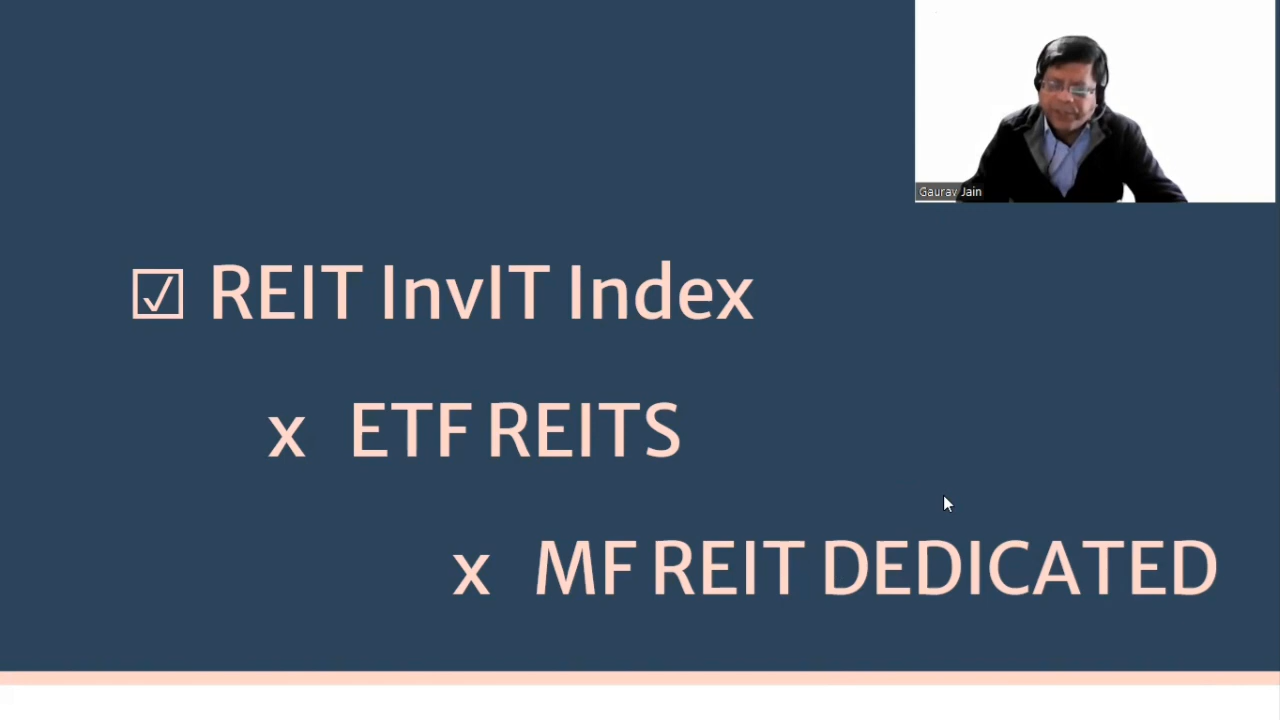 Gaurav Jain
☑ REIT InvIT Index
x ETF REITS
x MF REIT DEDICATED